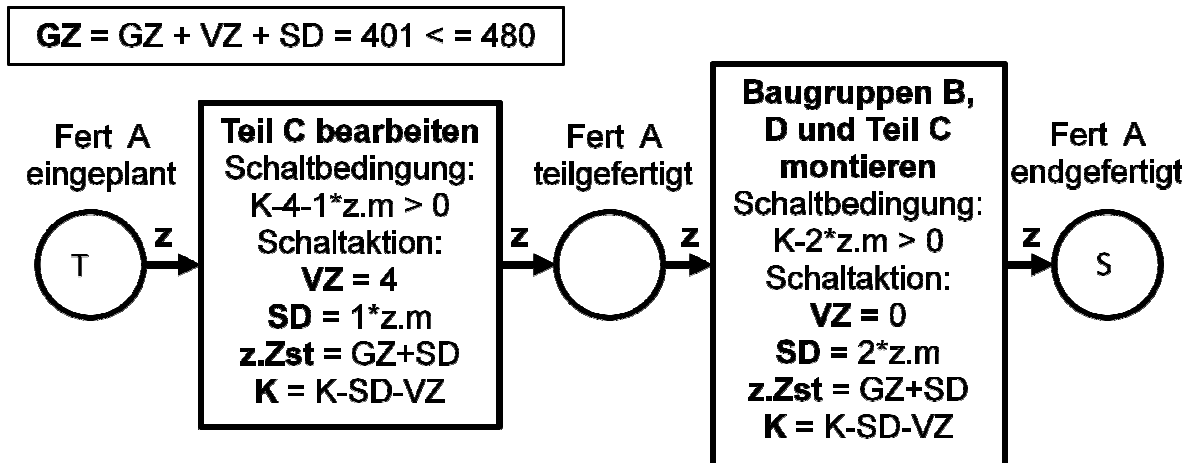 GZ = GZ + VZ + SD = 401 < = 480
Fert A
eingeplant
T
z
Teil C bearbeiten
Schaltbedingung:
K-4-1*z.m > 0
Schaltaktion:
VZ = 4
SD = 1*z.m
z.Zst = GZ+SD
K = K-SD-VZ
z
Fert A
teilgefertigt
z
Baugruppen B,
D und Teil C
montieren
Schaltbedingung:
K-2*z.m > 0
Schaltaktion:
VZ = 0
SD = 2*z.m
z.Zst = GZ+SD
K = K-SD-VZ
z
Fert A
endgefertigt
S